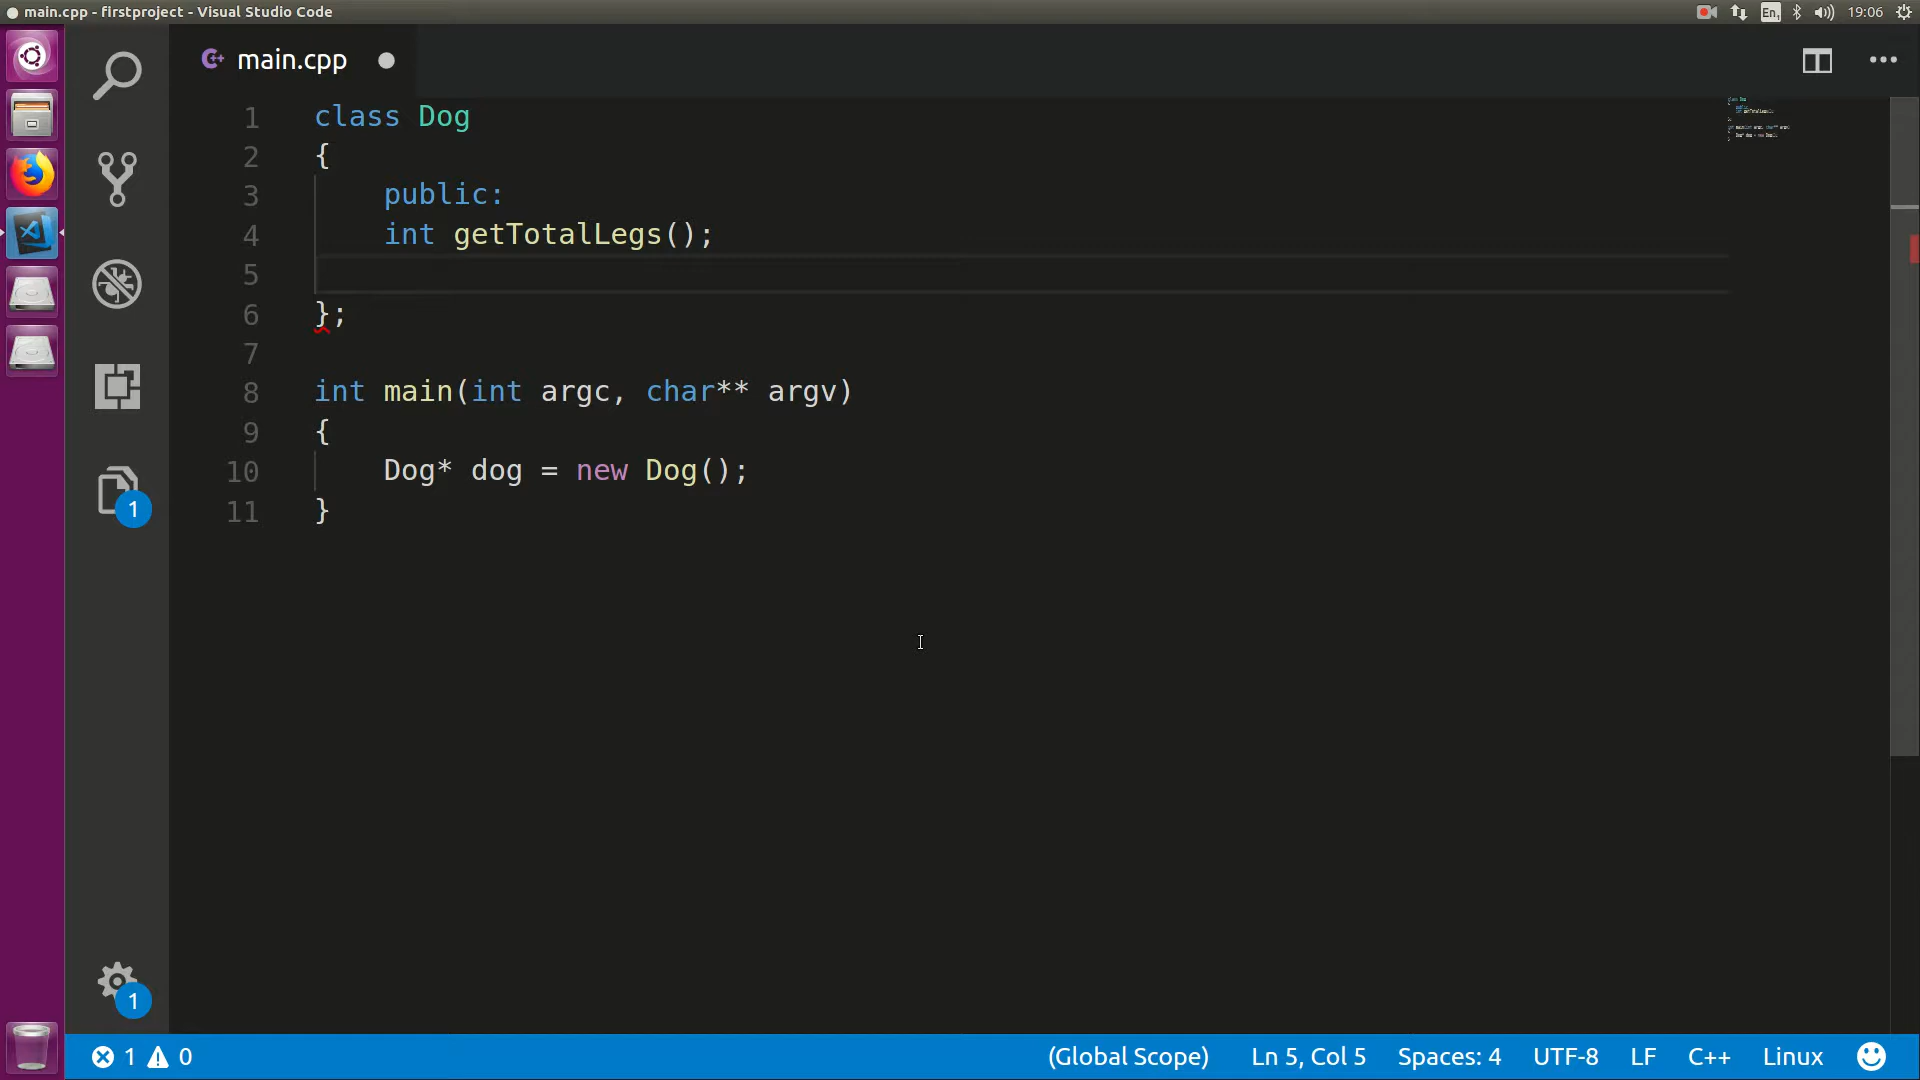 main.cpp - firstproject - Visual Studio Code
En1
19:06
main.cpp
1 class Dog
2 {
3 public:
4 int getTotalLegs();
5
6 };
7
8 int main(int argc, char** argv)
9 {
10 Dog* dog = new Dog();
11 }
1
1
1 0 (Global Scope) Ln 5, Col 5 Spaces: 4 UTF-8 LF C++ Linux